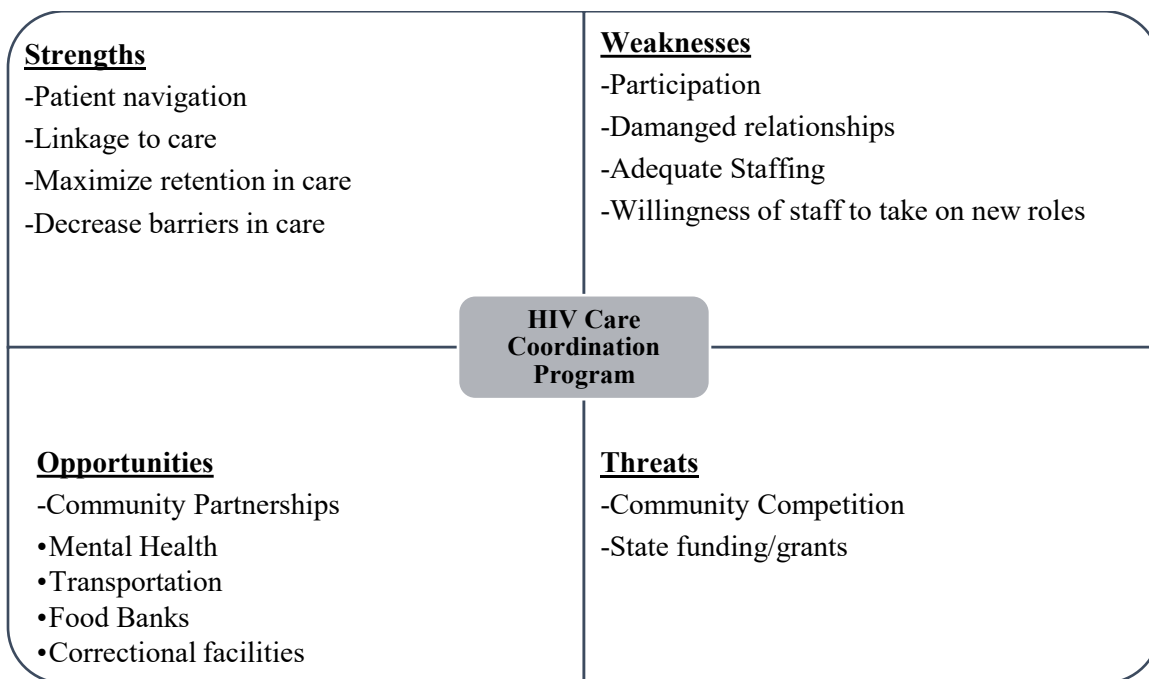 Strengths
-Patient navigation
-Linkage to care
-Maximize retention in care
-Decrease barriers in care
Weaknesses
-Participation
-Damanged relationships
-Adequate Staffing
-Willingness of staff to take on new roles
HIV Care
Coordination
Program
Opportunities
-Community Partnerships
•Mental Health
•Transportation
•Food Banks
•Correctional facilities
Threats
-Community Competition
-State funding/grants